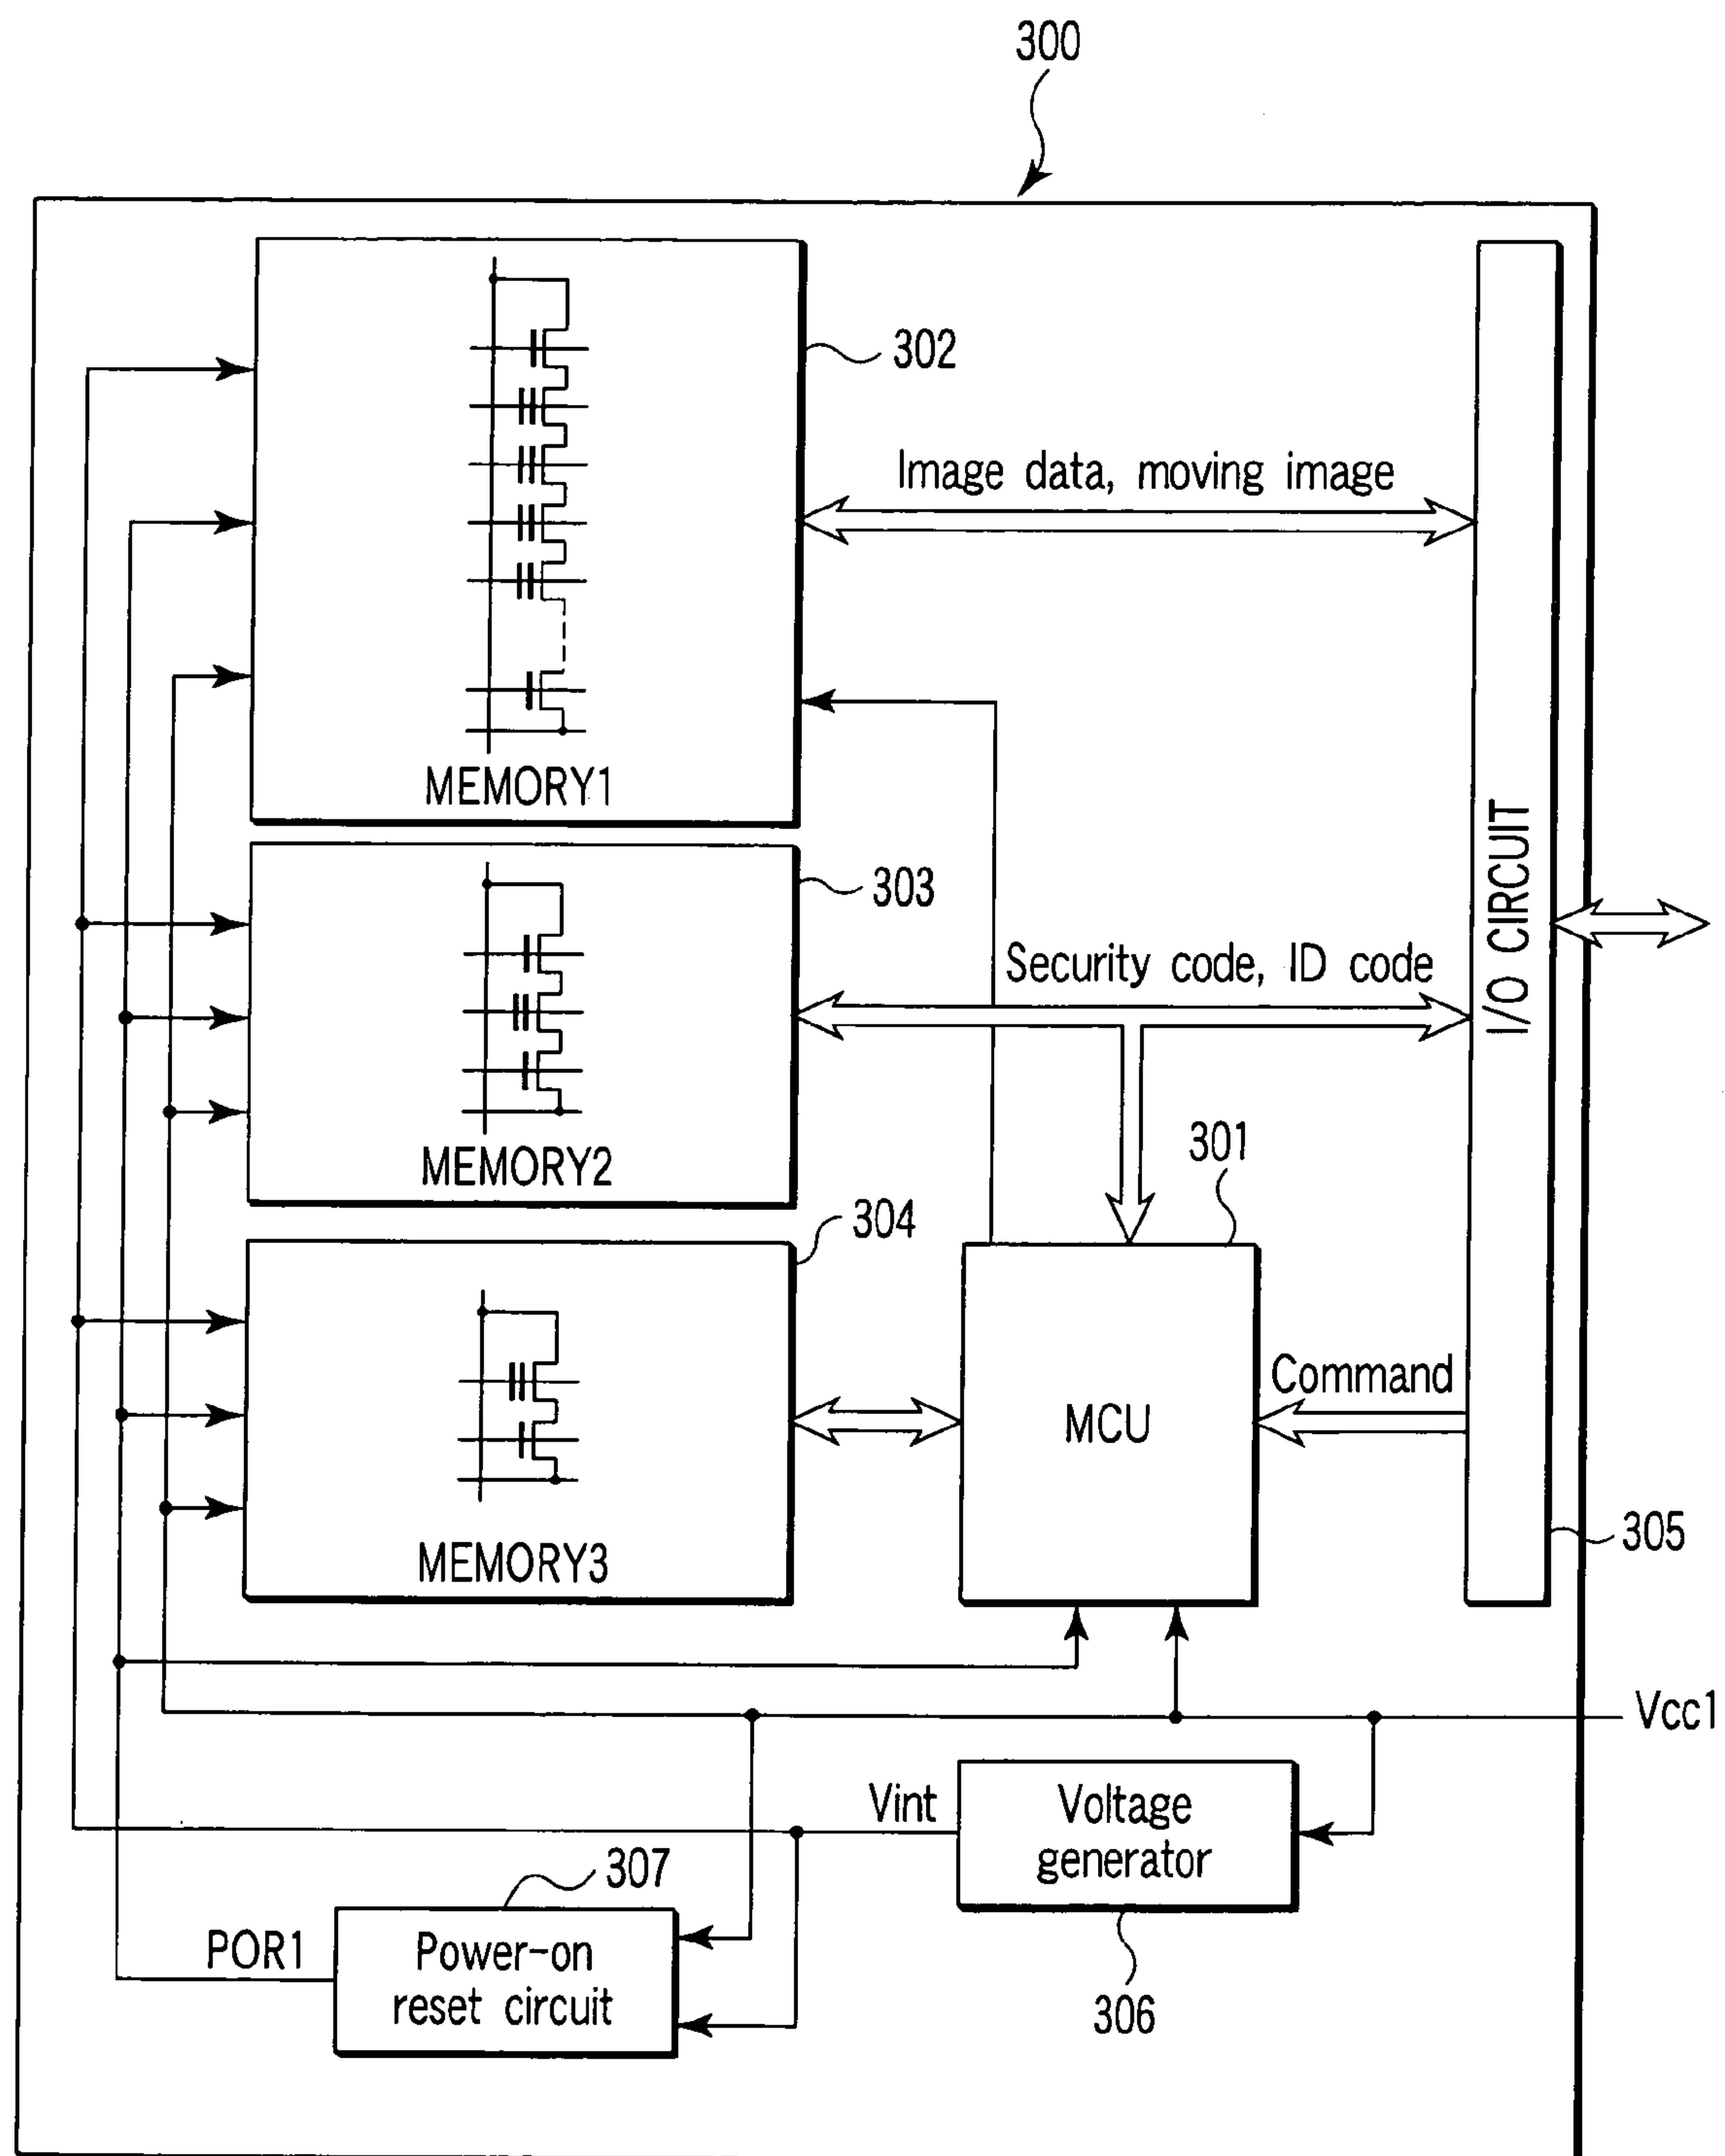 300
302
Image data, moving image
MEMORY1
303
I/O CIRCUIT
Security code, ID code
301
MEMORY2
304
Command
MCU
305
MEMORY3
Vcc1
Vint
Voltage
generator
307
POR1
Power-on
reset circuit
306